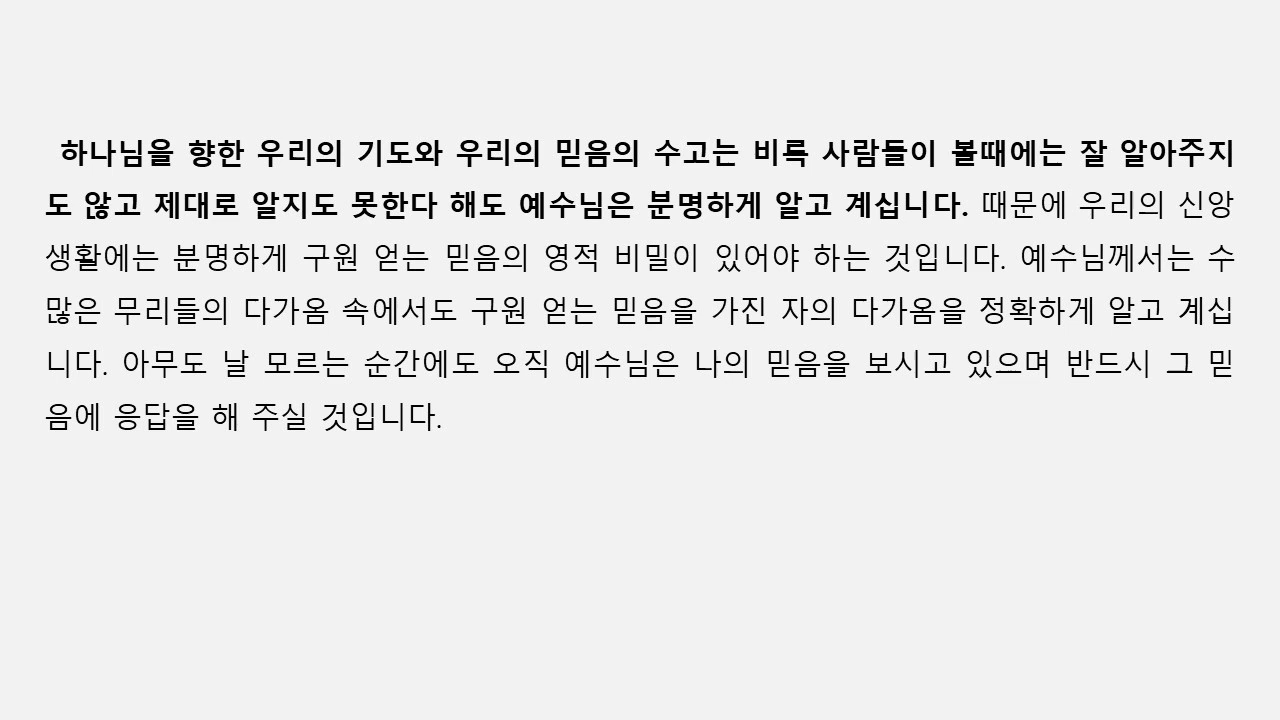 하나님을 향한 우리의 기도와 우리의 믿음의 수고는 비록 사람들이 볼때에는 잘 알아주지
도 않고 제대로 알지도 못한다 해도 예수님은 분명하게 알고 계십니다. 때문에 우리의 신앙
생활에는 분명하게 구원 얻는 믿음의 영적 비밀이 있어야 하는 것입니다. 예수님께서는 수
많은 무리들의 다가옴 속에서도 구원 얻는 믿음을 가진 자의 다가옴을 정확하게 알고 계십
니다. 아무도 날 모르는 순간에도 오직 예수님은 나의 믿음을 보시고 있으며 반드시 그 믿
음에 응답을 해 주실 것입니다.